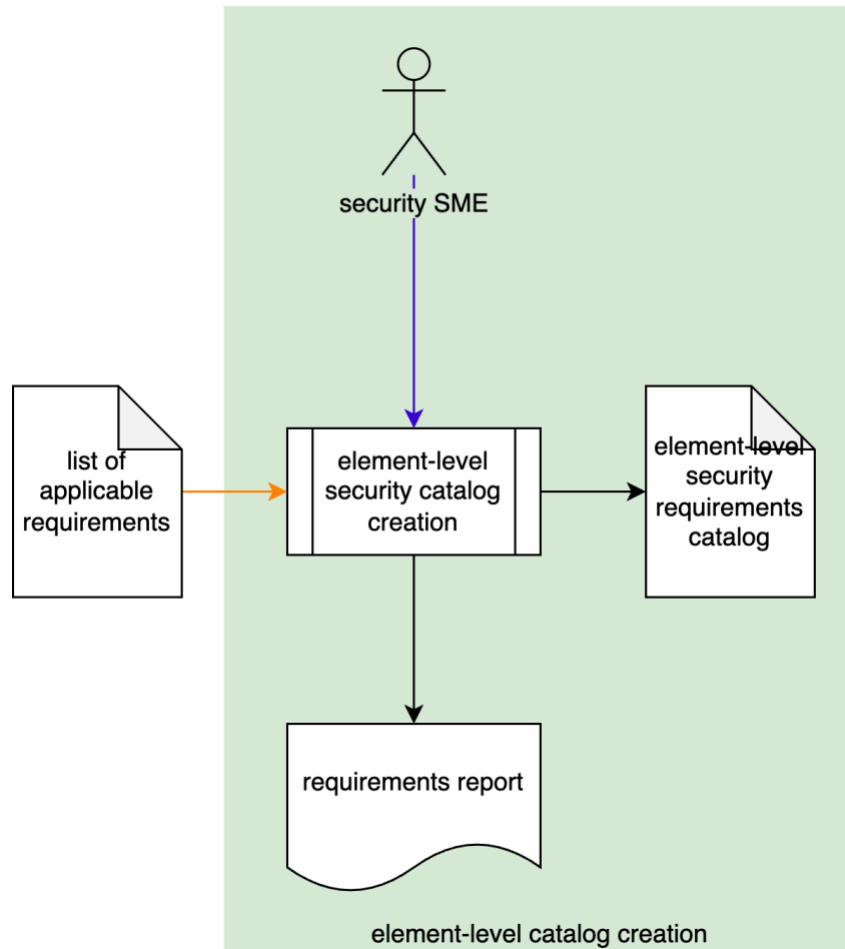 security SME
list of
applicable
requirements
element-level
security catalog
creation
element-level
security
requirements
catalog
requirements report
element-level catalog creation